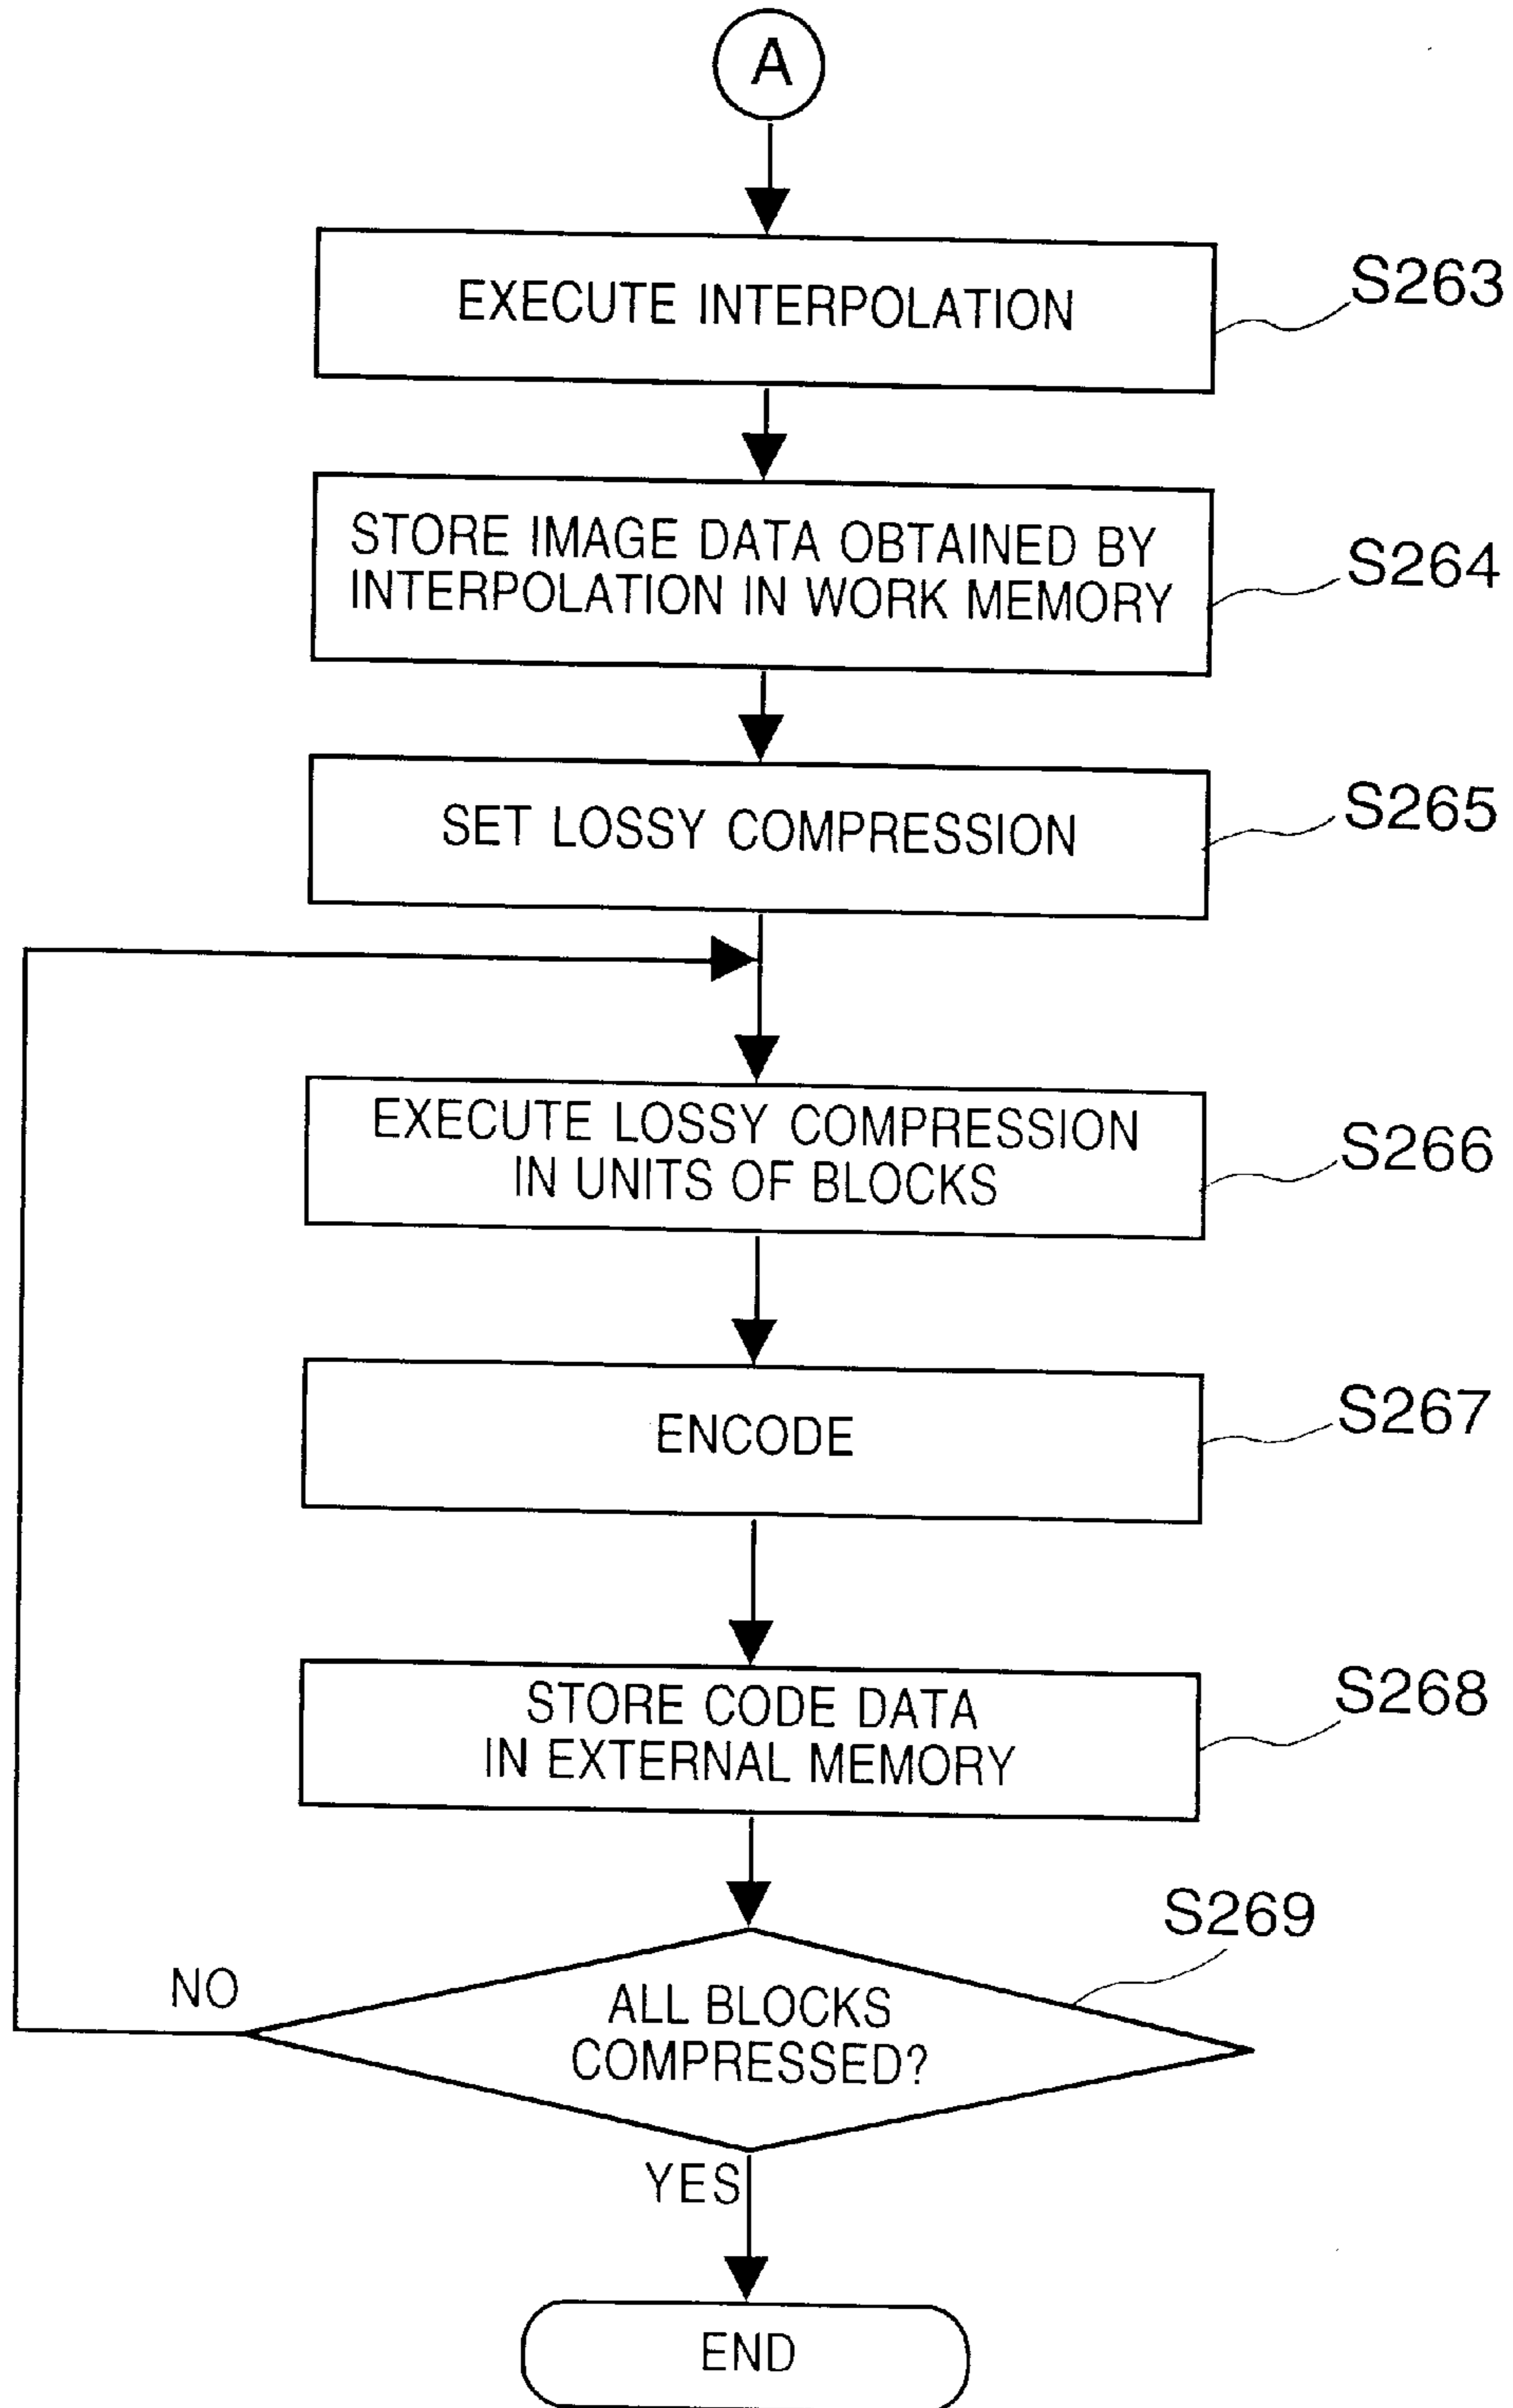 A
EXECUTE INTERPOLATION
S263
STORE IMAGE DATA OBTAINED BY
INTERPOLATION IN WORK MEMORY
S264
SET LOSSY COMPRESSION
S265
EXECUTE LOSSY COMPRESSION
IN UNITS OF BLOCKS
S266
ENCODE
S267
STORE CODE DATA
IN EXTERNAL MEMORY
S268
S269
NO
ALL BLOCKS
COMPRESSED?
YES
END